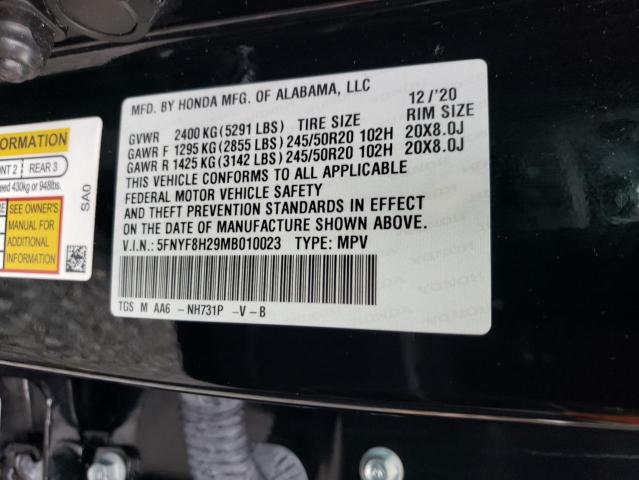 MFD. BY HONDA MFG. OF ALABAMA, LLC 12/'20
GVWR 2400 KG(5291 LBS) TIRE SIZE RIM SIZE
GAWR F 1295 KG(2855 LBS)245/50R20 102H 20X8.0J
GAWR R 1425 KG(3142 LBS)245/50R20 102H 20X8.0J
THIS VEHICLE CONFORMS TO ALL APPLICABLE
FEDERAL MOTOR VEHICLE SAFETY
AND THEFT PREVENTION STANDARDS IN EFFECT
ON THE DATE OF MANUFACTURE SHOWN ABOVE.
V.I.N.: 5FNYF8H29MB010023 TYPE: MPV
TGS M AA6 -NH731P -V-B
2 REAR 3
430kg or 948lbs.
SEE OWNER'S
MANUAL FOR
ADDITIONAL
INFORMATION
SA0